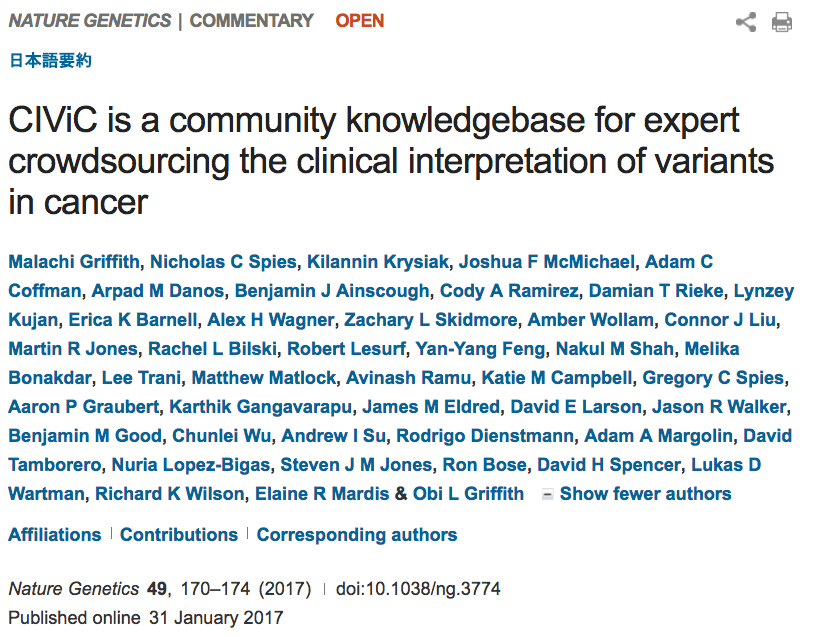 NATURE GENETICS | COMMENTARY OPEN
日本語要約
CIViC is a community knowledgebase for expert
crowdsourcing the clinical interpretation of variants
in cancer
Malachi Griffith, Nicholas C Spies, Kilannin Krysiak, Joshua F McMichael, Adam C
Coffman, Arpad M Danos, Benjamin J Ainscough, Cody A Ramirez, Damian T Rieke, Lynzey
Kujan, Erica K Barnell, Alex H Wagner, Zachary L Skidmore, Amber Wollam, Connor J Liu,
Martin R Jones, Rachel L Bilski, Robert Lesurf, Yan-Yang Feng, Nakul M Shah, Melika
Bonakdar, Lee Trani, Matthew Matlock, Avinash Ramu, Katie M Campbell, Gregory C Spies,
Aaron P Graubert, Karthik Gangavarapu, James M Eldred, David E Larson, Jason R Walker,
Benjamin M Good, Chunlei Wu, Andrew I Su, Rodrigo Dienstmann, Adam A Margolin, David
Tamborero, Nuria Lopez-Bigas, Steven J M Jones, Ron Bose, David H Spencer, Lukas D
Wartman, Richard K Wilson, Elaine R Mardis & Obi L Griffith – Show fewer authors
Affiliations | Contributions | Corresponding authors
Nature Genetics 49, 170–174 (2017) | doi:10.1038/ng.3774
Published online 31 January 2017